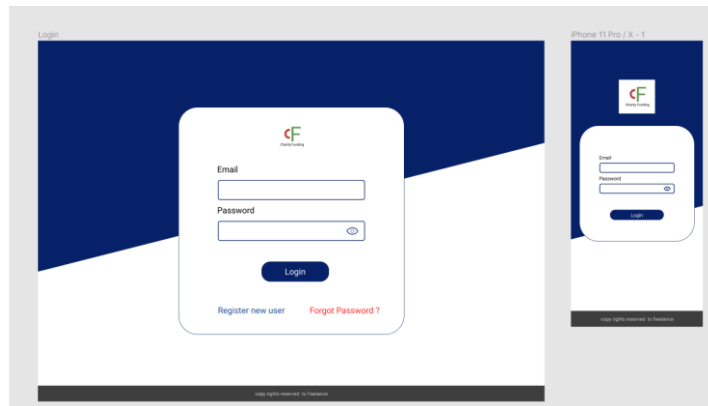 Login
CF
Charity Funding
Email
Password
Login
Register new user
Forgot Password ?
copy rights reserved to freelance
iPhone 11 Pro / X - 1
CF
Charity Funding
Email
Password
Login
copy rights reserved to freelance